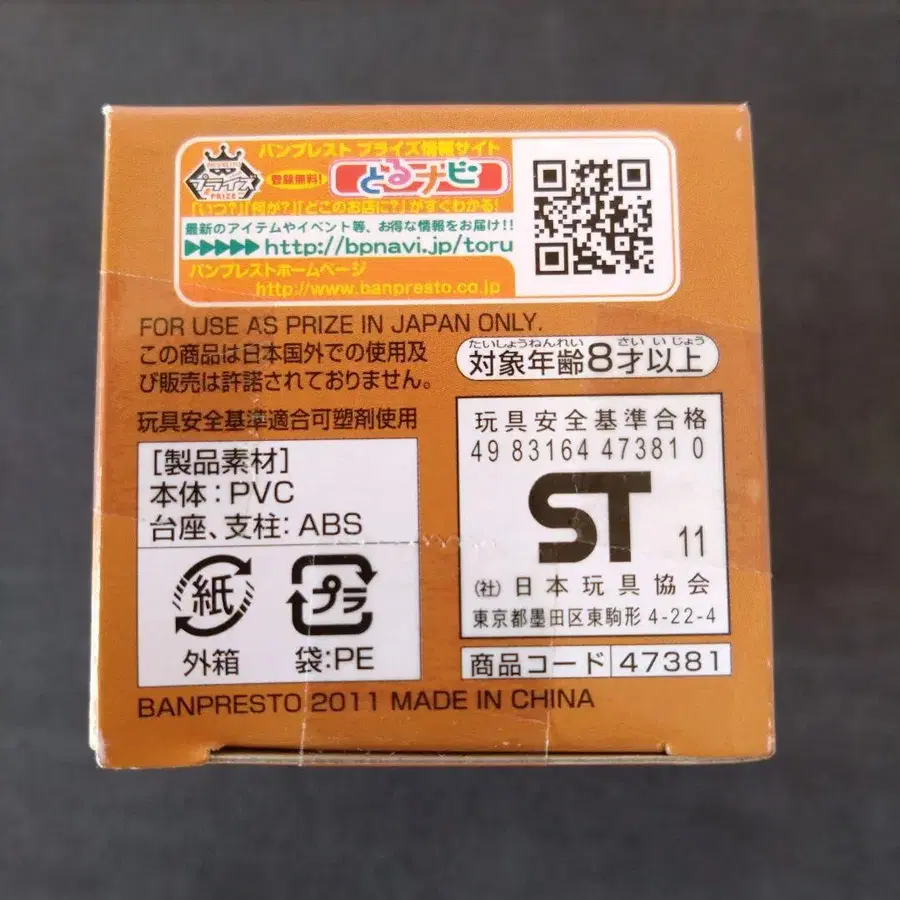 バンプレスト プライズ情報サイト
プライズ
PRIZE
登録無料!
とるナビ
「いつ?」「何が?」「どこのお店に?」がすぐわかる!
最新のアイテムやイベント等、お得な情報をお届け!!
http://bpnavi.jp/toru
バンプレストホームページ
http://www.banpresto.co.jp
FOR USE AS PRIZE IN JAPAN ONLY.
この商品は日本国外での使用及
び販売は許諾されておりません。
たいしょうねんれい さい いじょう
対象年齢8才以上
玩具安全基準適合可塑剤使用
[製品素材]
本体:PVC
台座、支柱:ABS
紙
外箱
プラ
袋:PE
玩具安全基準合格
49 83164 47381 0
ST
11
(社)日本玩具協会
東京都墨田区東駒形 4-22-4
商品コード 47381
BANPRESTO 2011 MADE IN CHINA